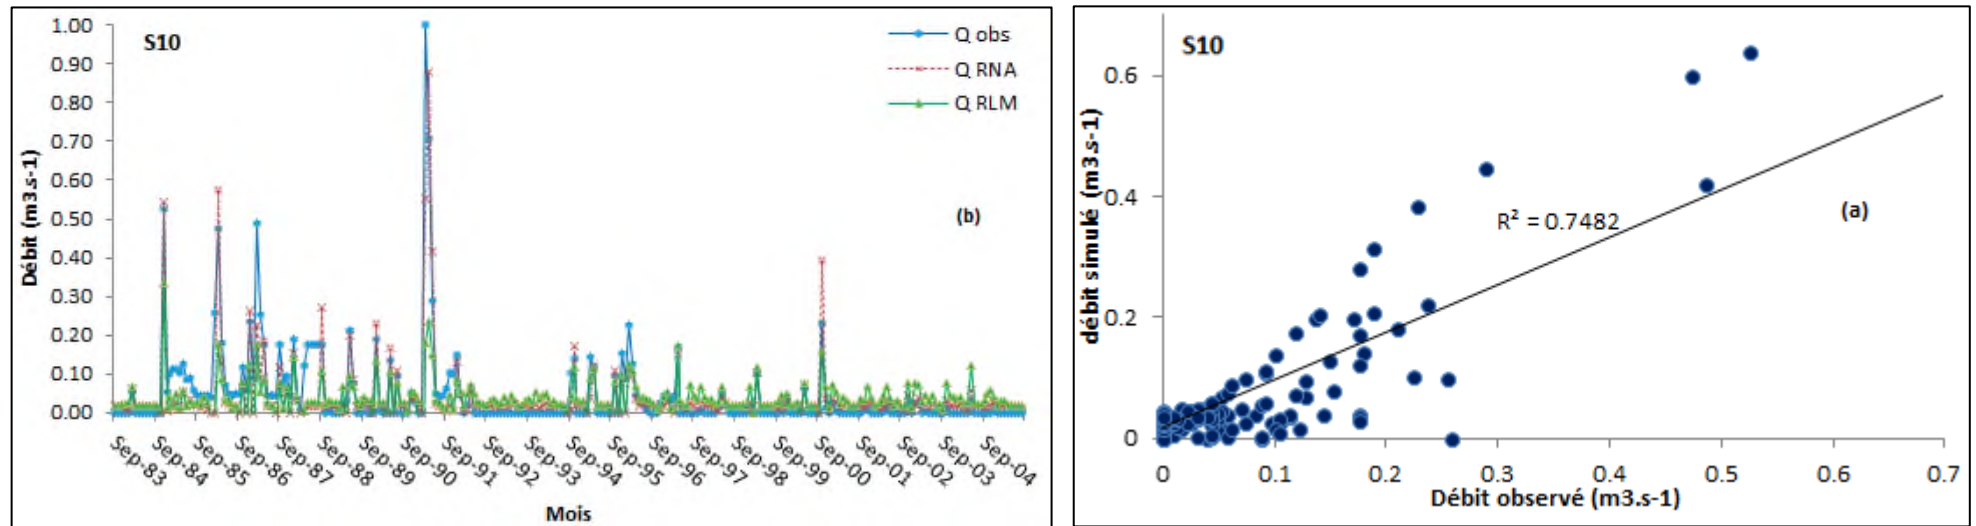 S10
Débit (m3.s-1)
1.00
0.90
0.80
0.70
0.60
0.50
0.40
0.30
0.20
0.10
0.00
Q obs
Q RNA
Q RLM
(b)
Sep-83
Sep-84
Sep-85
Sep-86
Sep-87
Sep-88
Sep-89
Sep-90
Sep-91
Sep-92
Sep-93
Sep-94
Sep-95
Sep-96
Sep-97
Sep-98
Sep-99
Sep-00
Sep-01
Sep-02
Sep-03
Sep-04
Mois
S10
débit simulé (m3.s-1)
0.6
0.4
0.2
0
R² = 0.7482
(a)
0
0.1
0.2
0.3
0.4
0.5
0.6
0.7
Débit observé (m3.s-1)